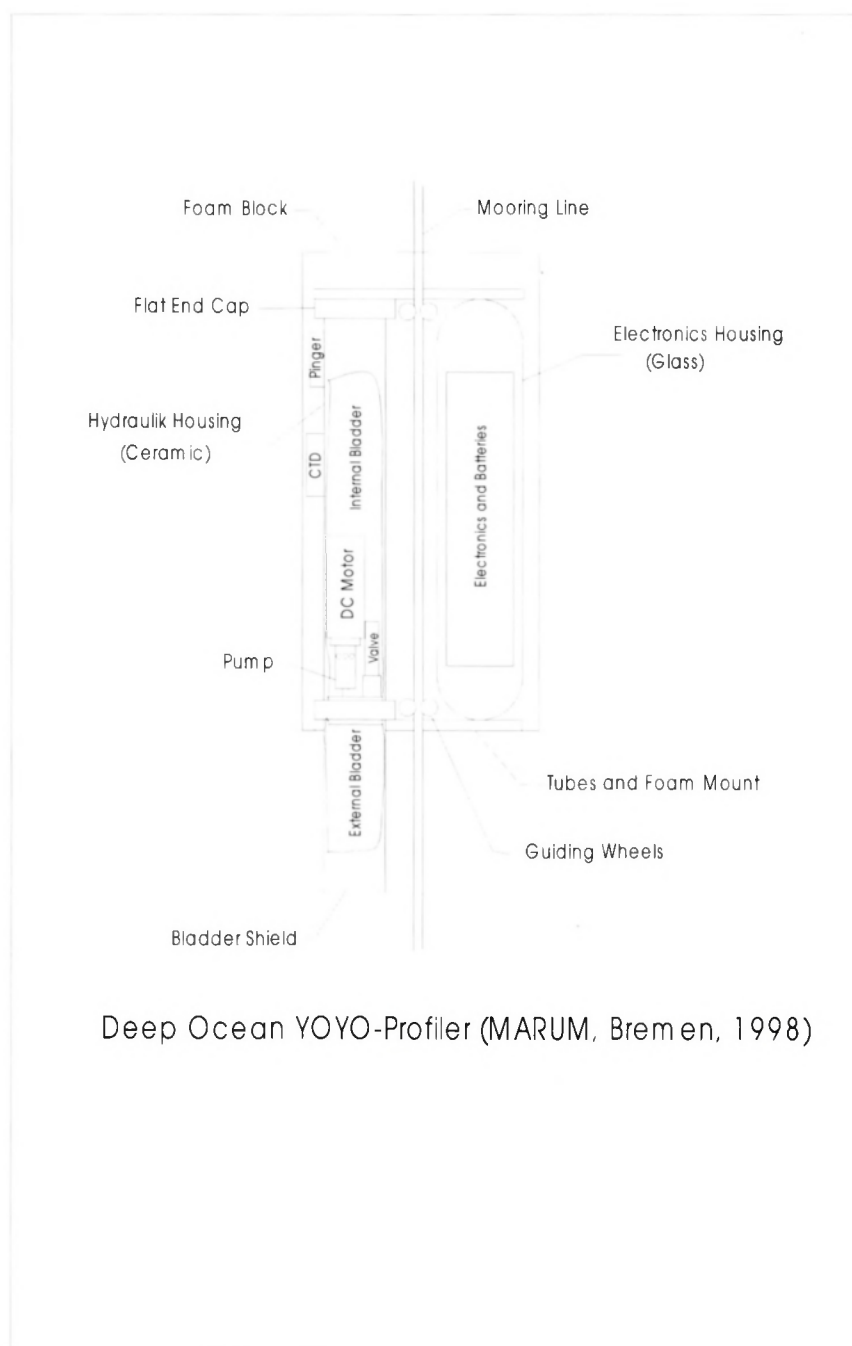 Foam Block
Mooring Line
Flat End Cap
Electronics Housing
(Glass)
Pinger
Hydraulik Housing
(Ceramic)
CTD
Internal Bladder
Electronics and Batteries
DC Motor
Pump
Valve
External Bladder
Tubes and Foam Mount
Guiding Wheels
Bladder Shield
Deep Ocean YOYO-Profiler (MARUM, Bremen, 1998)